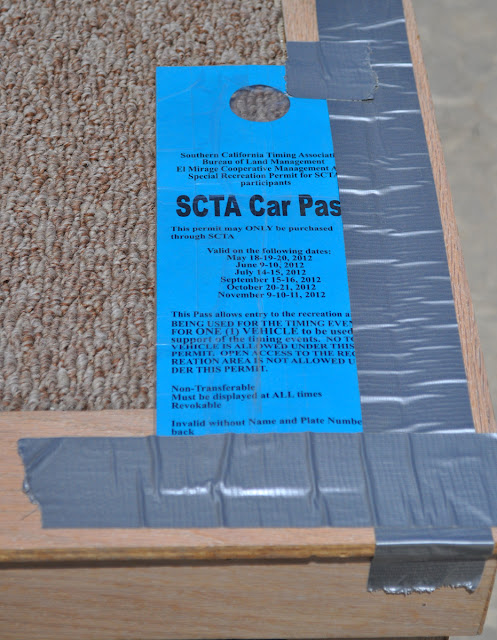 Southern California Timing Associati
Bureau of Land Management
El Mirage Cooperative Management A
Special Recreation Permit for SCTA
participants
SCTA Car Pas
This permit may ONLY be purchased
through SCTA
Valid on the following dates:
May 18-19-20, 2012
June 9-10, 2012
July 14-15, 2012
September 15-16, 2012
October 20-21, 2012
November 9-10-11, 2012
This Pass allows entry to the recreation a
BEING USED FOR THE TIMING EVEN
FOR ONE (1) VEHICLE to be used
support of the timing events. NO TO
VEHICLE IS ALLOWED UNDER THIS
PERMIT. OPEN ACCESS TO THE REC
REATION AREA IS NOT ALLOWED U
DER THIS PERMIT.
Non-Transferable
Must be displayed at ALL times
Revokable
Invalid without Name and Plate Numbe
back